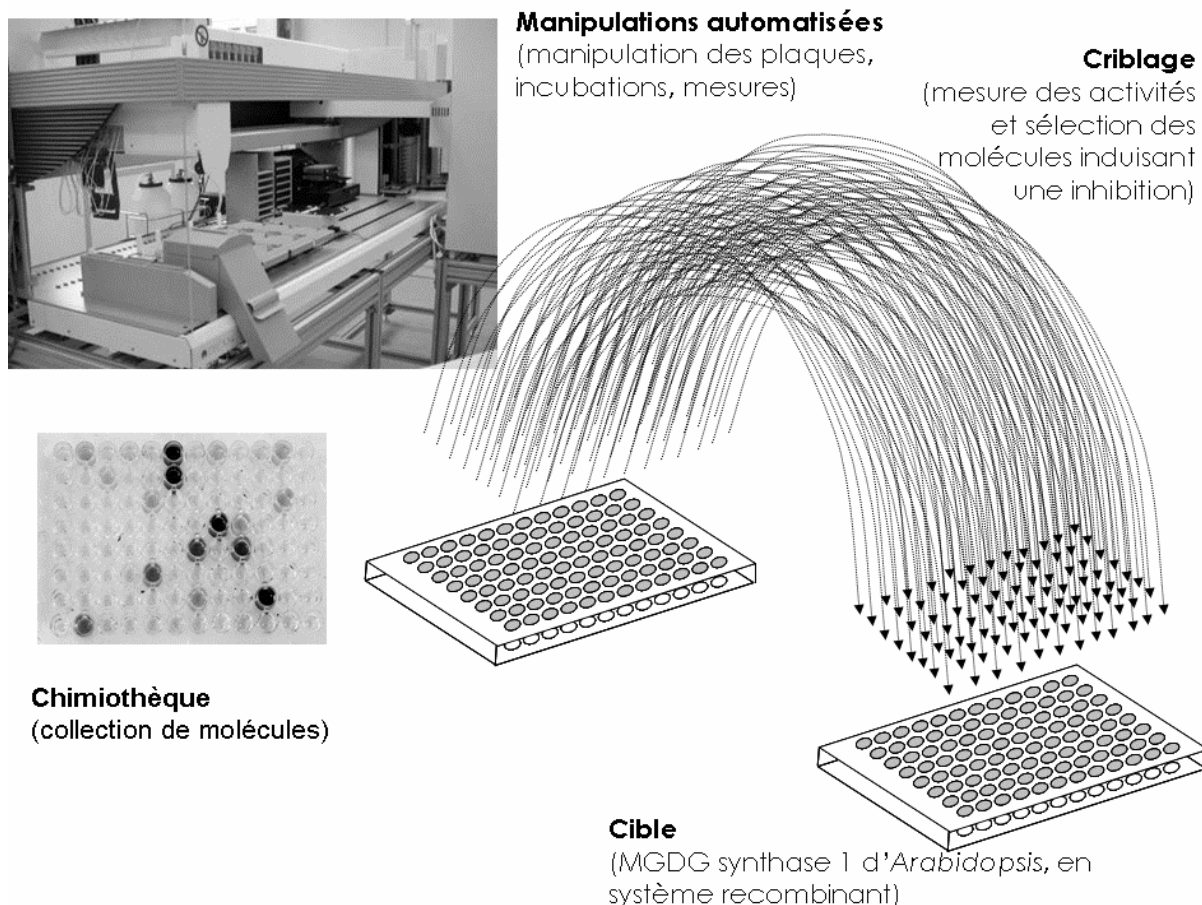 Manipulations automatisées
(manipulation des plaques,
incubations, mesures)
Criblage
(mesure des activités
et sélection des
molécules induisant
une inhibition)
Chimiothèque
(collection de molécules)
Cible
(MGDG synthase 1 d'Arabidopsis, en
système recombinant)